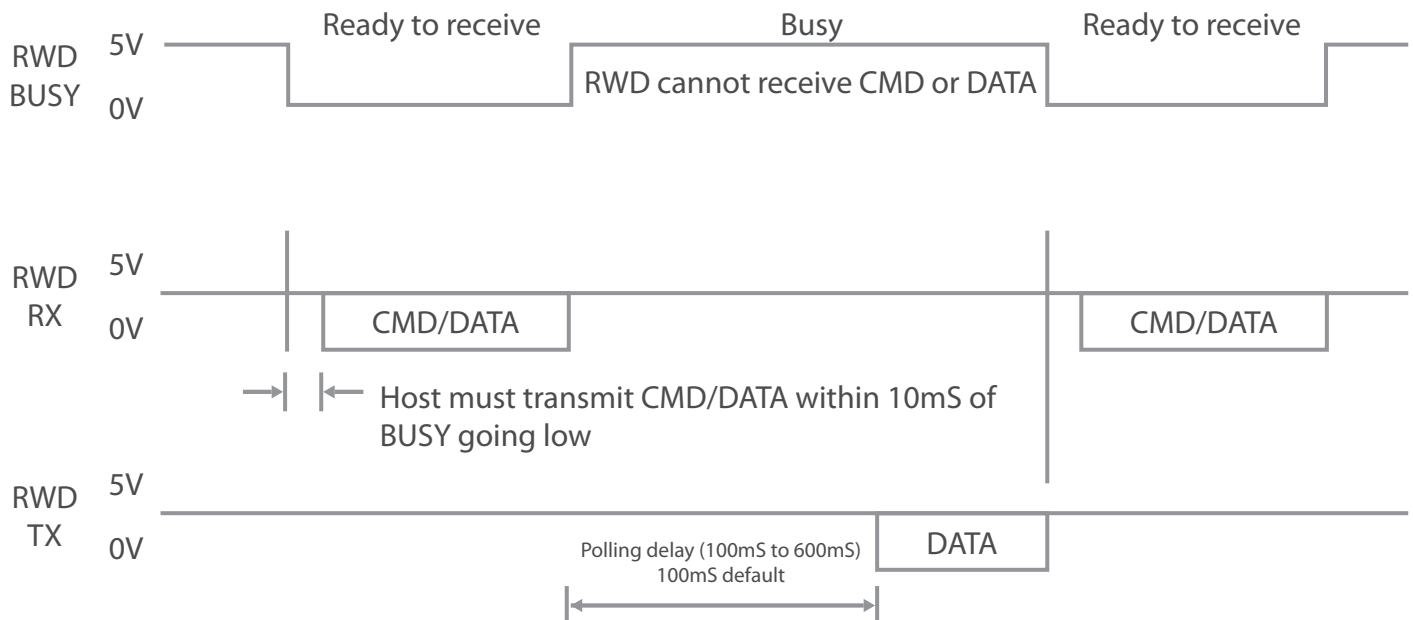 Ready to receive
Busy
Ready to receive
RWD
BUSY
5V
0V
RWD cannot receive CMD or DATA
RWD
RX
5V
0V
CMD/DATA
CMD/DATA
Host must transmit CMD/DATA within 10mS of
BUSY going low
RWD
TX
5V
0V
DATA
Polling delay (100mS to 600mS)
100mS default